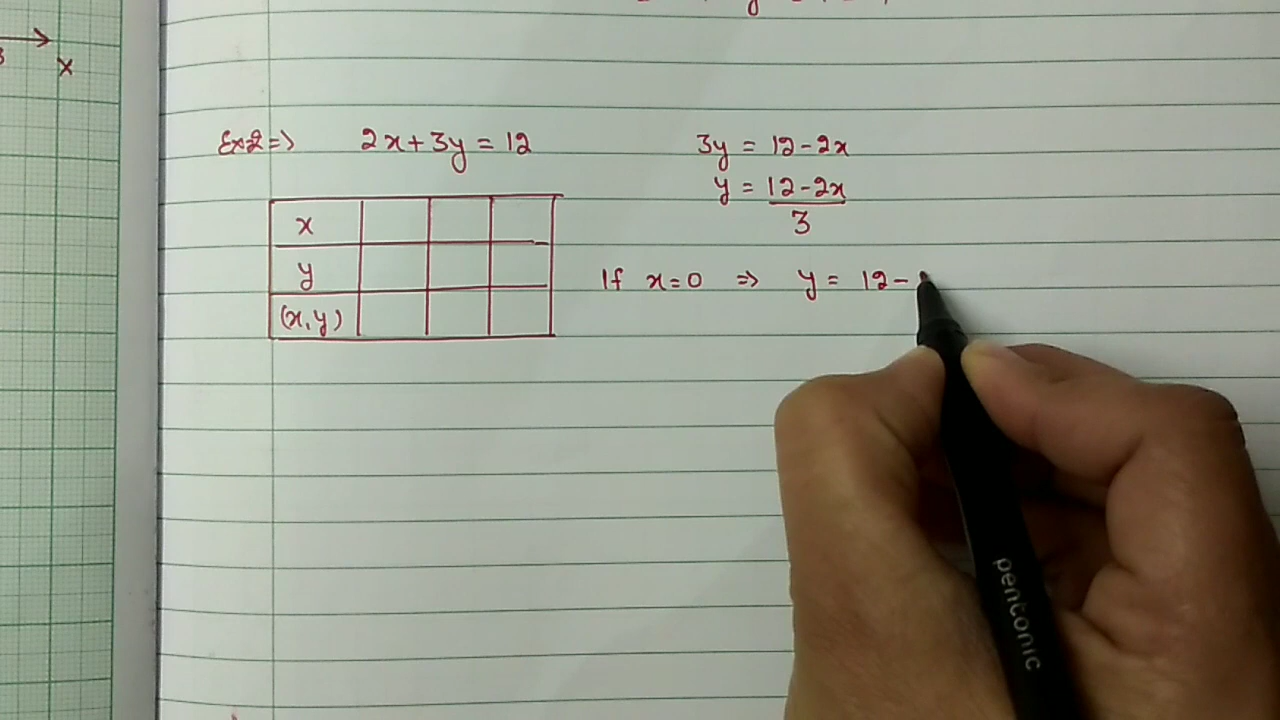 x
Ex2=> 2x+3y = 12
3y = 12-2x
y = 12-2x
3
x
y
(x,y)
If x=0 => y = 12-
pentonic